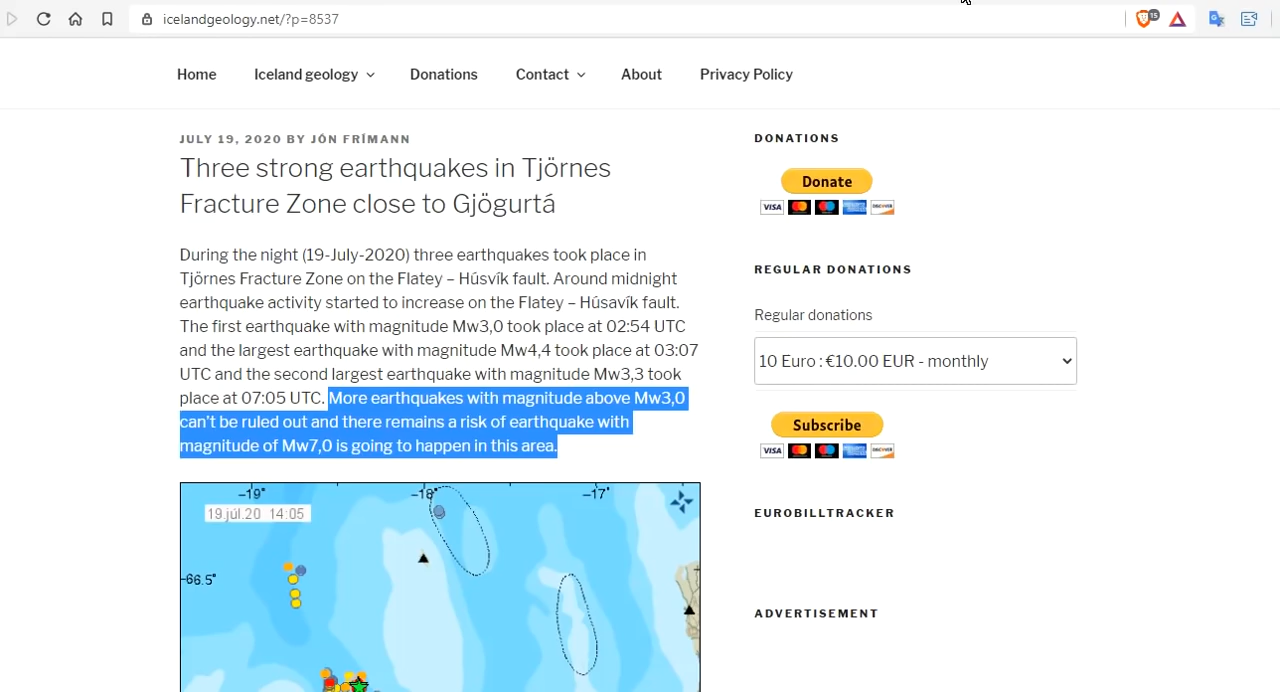 icelandgeology.net/?p=8537
15
Home
Iceland geology
Donations
Contact
About
Privacy Policy
JULY 19, 2020 BY JÓN FRÍMANN
Three strong earthquakes in Tjörnes
Fracture Zone close to Gjögurtá
During the night (19-July-2020) three earthquakes took place in
Tjörnes Fracture Zone on the Flatey – Húsvík fault. Around midnight
earthquake activity started to increase on the Flatey – Húsavík fault.
The first earthquake with magnitude Mw3,0 took place at 02:54 UTC
and the largest earthquake with magnitude Mw4,4 took place at 03:07
UTC and the second largest earthquake with magnitude Mw3,3 took
place at 07:05 UTC. More earthquakes with magnitude above Mw3,0
can't be ruled out and there remains a risk of earthquake with
magnitude of Mw7,0 is going to happen in this area.
-19°
-18°
-17°
19.júl.20 14:05
-66.5°
DONATIONS
Donate
VISA
DISCOVER
REGULAR DONATIONS
Regular donations
10 Euro : €10.00 EUR - monthly
Subscribe
VISA
DISCOVER
EUROBILLTRACKER
ADVERTISEMENT